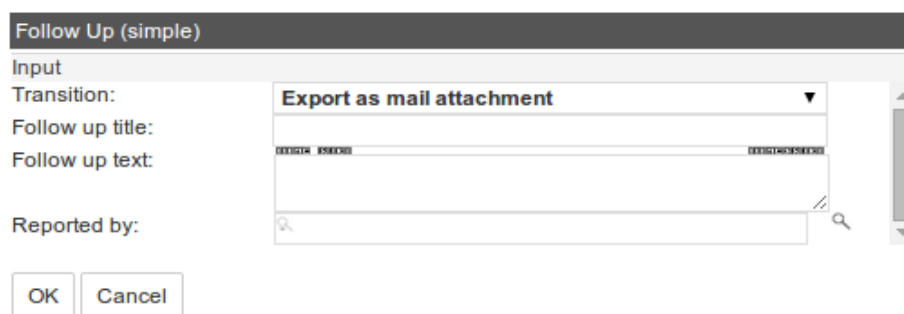 Follow Up (simple)
Input
Transition: Export as mail attachment
Follow up title:
Follow up text:
Reported by:
OK Cancel